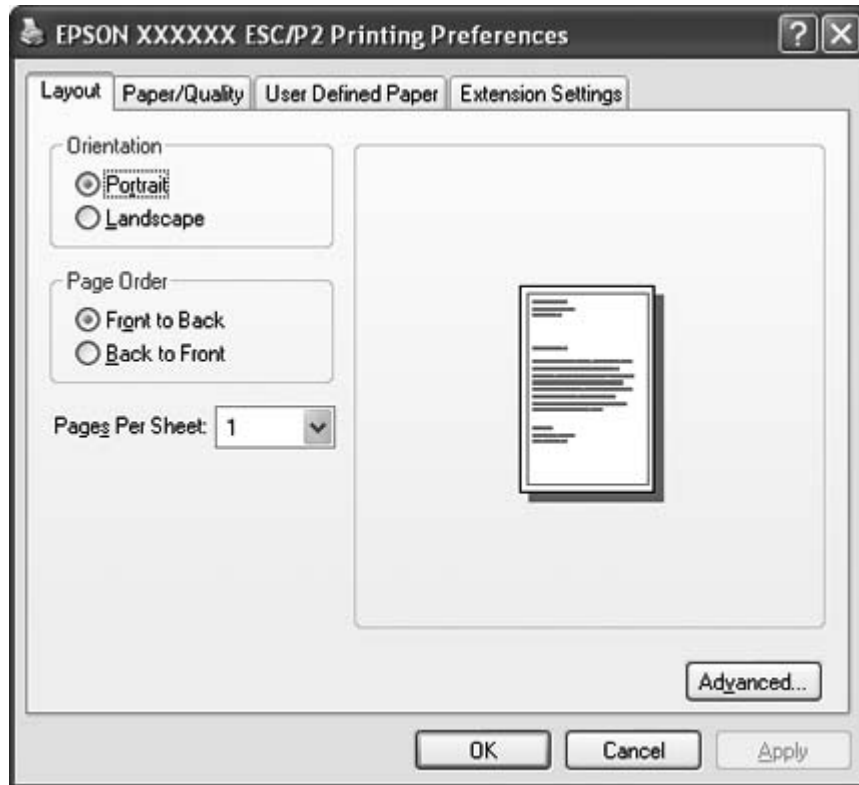 EPSON XXXXXX ESC/P2 Printing Preferences
Layout Paper/Quality User Defined Paper Extension Settings
Orientation
Portrait
Landscape
Page Order
Front to Back
Back to Front
Pages Per Sheet: 1
Advanced...
OK Cancel Apply